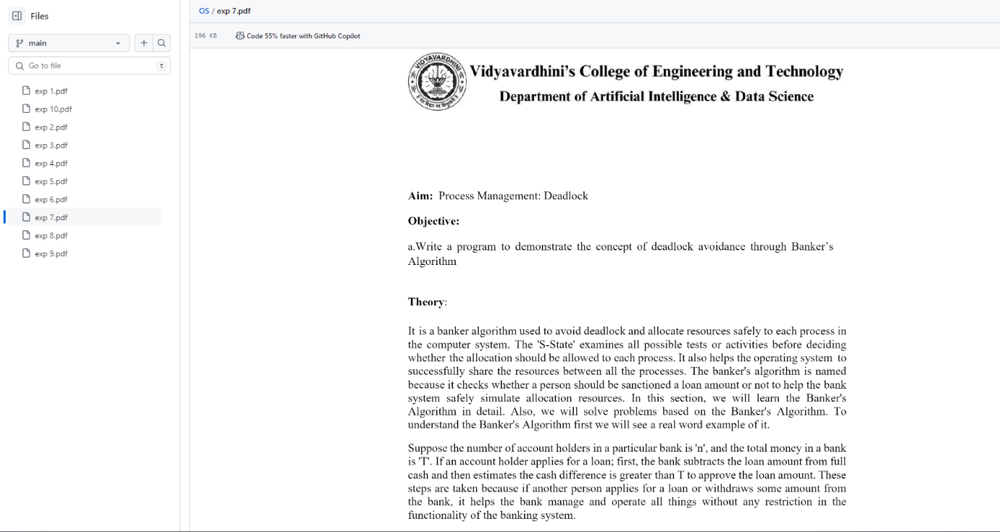 Files
main
Go to file
t
exp 1.pdf
exp 10.pdf
exp 2.pdf
exp 3.pdf
exp 4.pdf
exp 5.pdf
exp 6.pdf
exp 7.pdf
exp 8.pdf
exp 9.pdf
OS / exp 7.pdf
196 KB Code 55% faster with GitHub Copilot
VIDYAVARDHINI'S
Vidyavardhini's College of Engineering and Technology
Department of Artificial Intelligence & Data Science
Aim: Process Management: Deadlock
Objective:
a.Write a program to demonstrate the concept of deadlock avoidance through Banker's
Algorithm
Theory:
It is a banker algorithm used to avoid deadlock and allocate resources safely to each process in
the computer system. The 'S-State' examines all possible tests or activities before deciding
whether the allocation should be allowed to each process. It also helps the operating system to
successfully share the resources between all the processes. The banker's algorithm is named
because it checks whether a person should be sanctioned a loan amount or not to help the bank
system safely simulate allocation resources. In this section, we will learn the Banker's
Algorithm in detail. Also, we will solve problems based on the Banker's Algorithm. To
understand the Banker's Algorithm first we will see a real word example of it.
Suppose the number of account holders in a particular bank is 'n', and the total money in a bank
is 'T'. If an account holder applies for a loan; first, the bank subtracts the loan amount from full
cash and then estimates the cash difference is greater than T to approve the loan amount. These
steps are taken because if another person applies for a loan or withdraws some amount from
the bank, it helps the bank manage and operate all things without any restriction in the
functionality of the banking system.